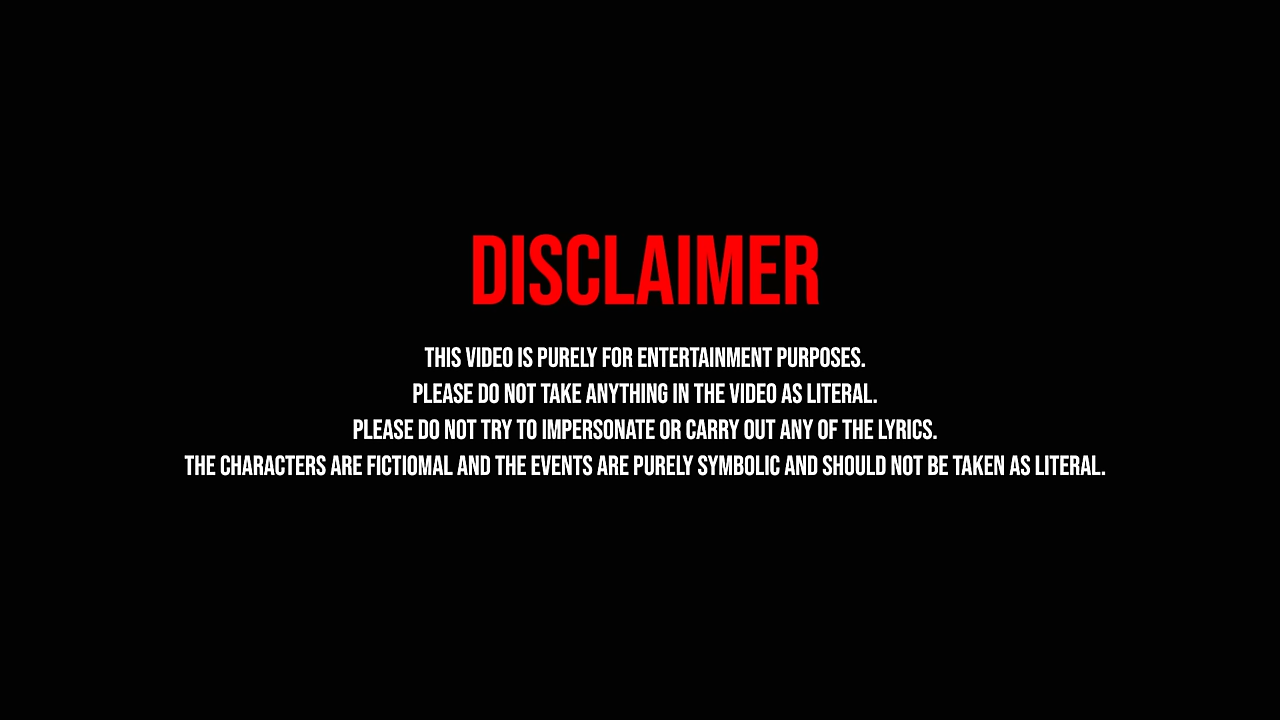 DISCLAIMER
THIS VIDEO IS PURELY FOR ENTERTAINMENT PURPOSES.
PLEASE DO NOT TAKE ANYTHING IN THE VIDEO AS LITERAL.
PLEASE DO NOT TRY TO IMPERSONATE OR CARRY OUT ANY OF THE LYRICS.
THE CHARACTERS ARE FICTIOMAL AND THE EVENTS ARE PURELY SYMBOLIC AND SHOULD NOT BE TAKEN AS LITERAL.